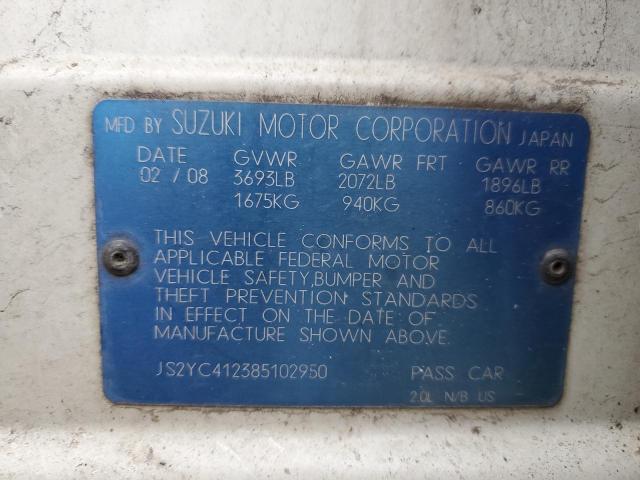 MFD BY SUZUKI MOTOR CORPORATION JAPAN
DATE GVWR GAWR FRT GAWR RR
02 / 08 3693LB 2072LB 1896LB
1675KG 940KG 860KG
THIS VEHICLE CONFORMS TO ALL
APPLICABLE FEDERAL MOTOR
VEHICLE SAFETY,BUMPER AND
THEFT PREVENTION STANDARDS
IN EFFECT ON THE DATE OF
MANUFACTURE SHOWN ABOVE.
JS2YC412385102950 PASS CAR
2.0L N/B US